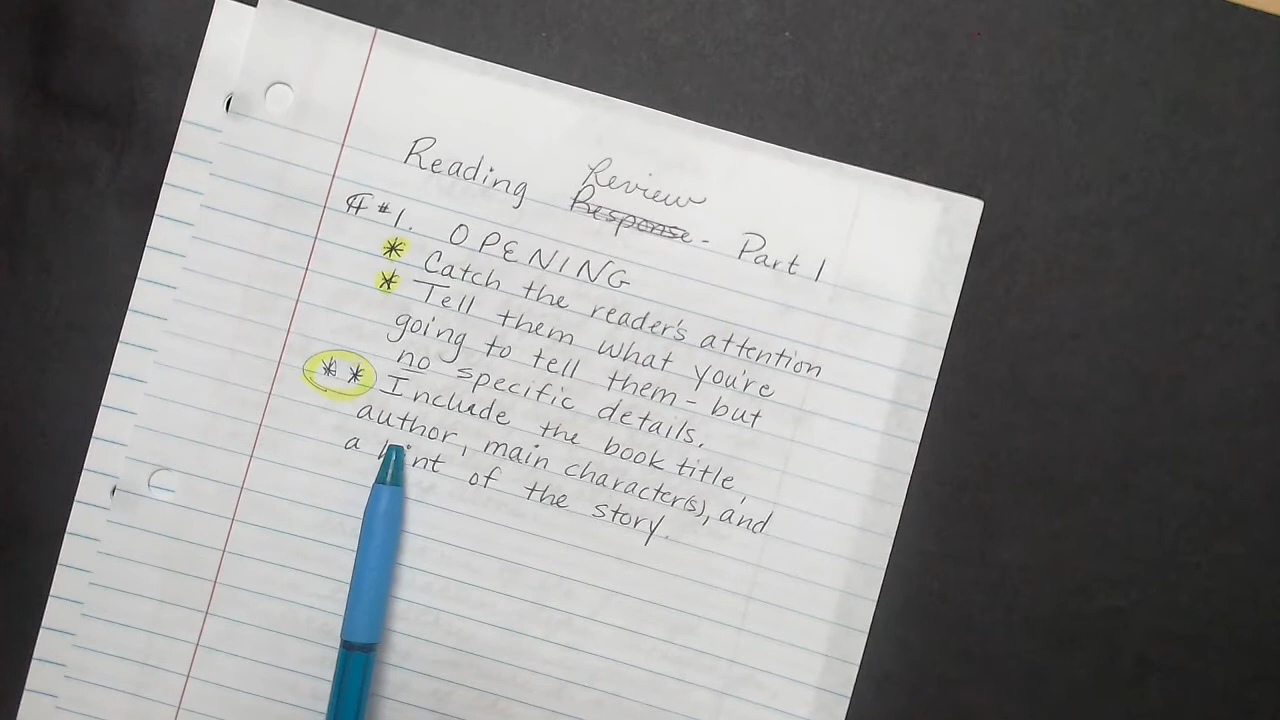 Reading Review
Response - Part 1
¶ #1. OPENING
* Catch the reader's attention
* Tell them what you're
going to tell them - but
no specific details.
** Include the book title,
author, main character(s), and
a hint of the story.